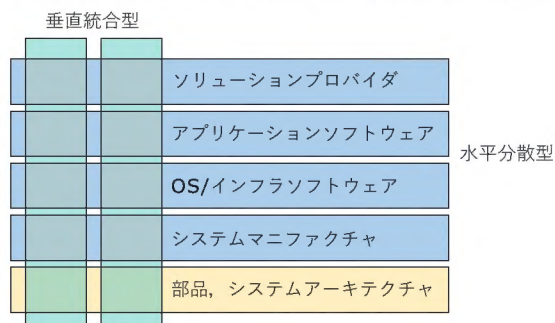 垂直統合型
ソリューションプロバイダ
アプリケーションソフトウェア
水平分散型
OS/インフラソフトウェア
システムマニファクチャ
部品，システムアーキテクチャ